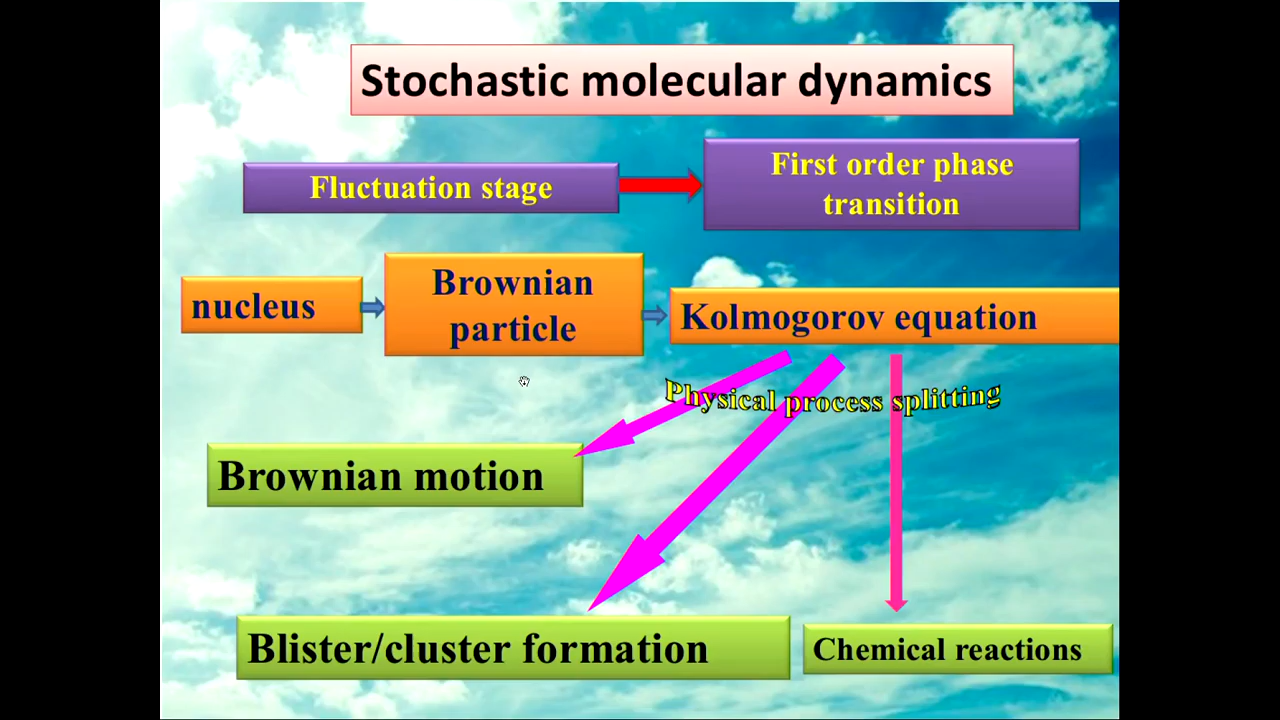 Stochastic molecular dynamics
Fluctuation stage
First order phase
transition
nucleus
Brownian
particle
Kolmogorov equation
Physical process splitting
Brownian motion
Blister/cluster formation
Chemical reactions